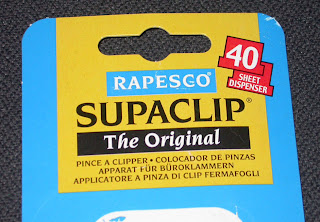 RAPESCO
40
SHEET
DISPENSER
SUPACLIP®
The Original
PINCE A CLIPPER • COLOCADOR DE PINZAS
APPARAT FÜR BÜROKLAMMERN
APPLICATORE A PINZA DI CLIP FERMAFOGLI